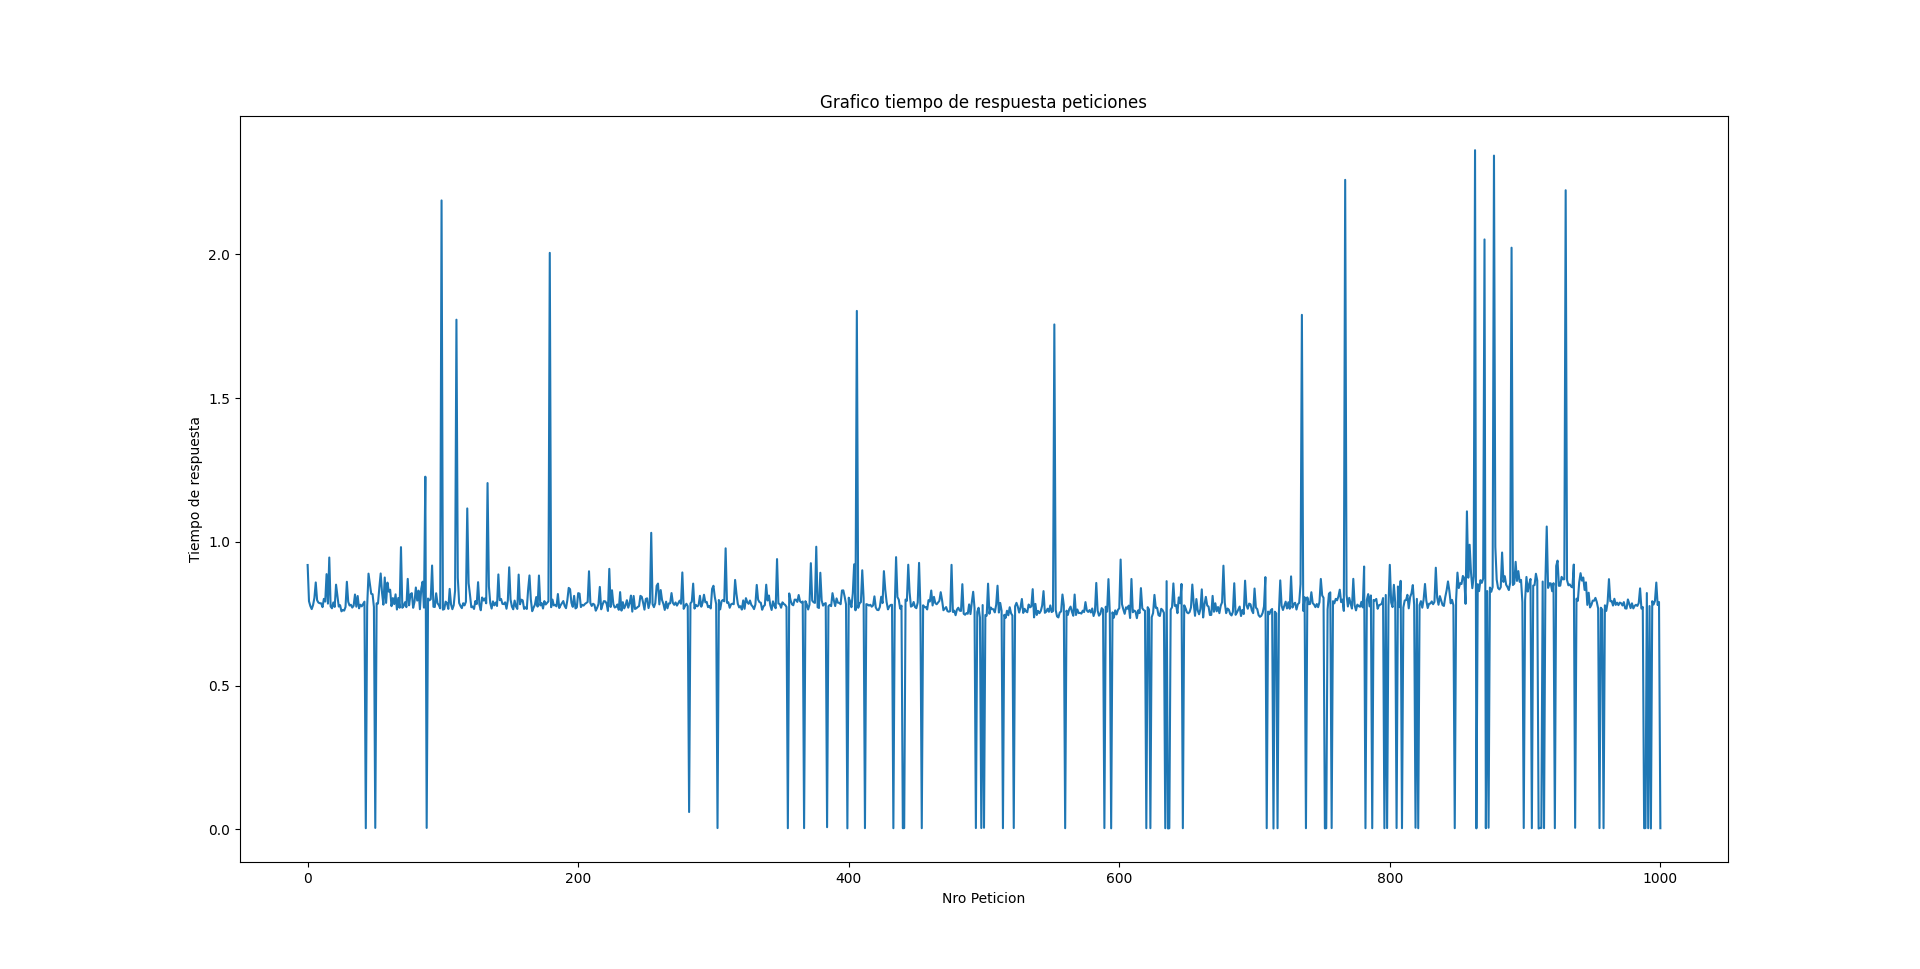 Grafico tiempo de respuesta peticiones
Tiempo de respuesta
2.0
1.5
1.0
0.5
0.0
0 200 400 600 800 1000
Nro Peticion